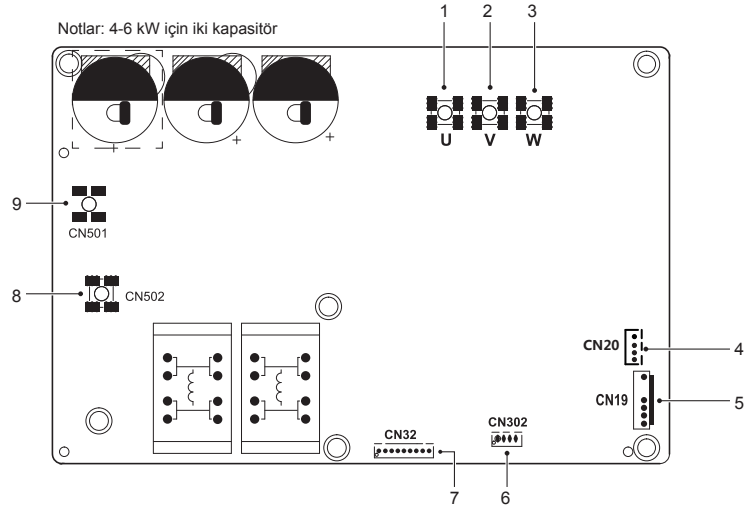 Notlar: 4-6 kW için iki kapasitör
1 2 3
U V W
9
CN501
8
CN502
CN20
4
CN19
5
CN32
CN302
7
6